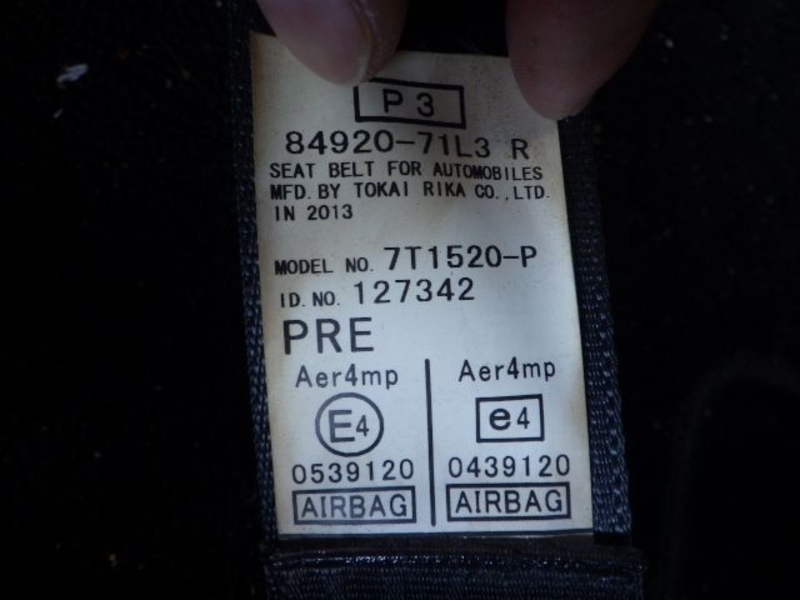 P3
84920-71L3 R
SEAT BELT FOR AUTOMOBILES
MFD. BY TOKAI RIKA CO., LTD.
IN 2013
MODEL NO. 7T1520-P
ID. NO. 127342
PRE
Aer4mp Aer4mp
E4 e4
0539120 0439120
AIRBAG AIRBAG